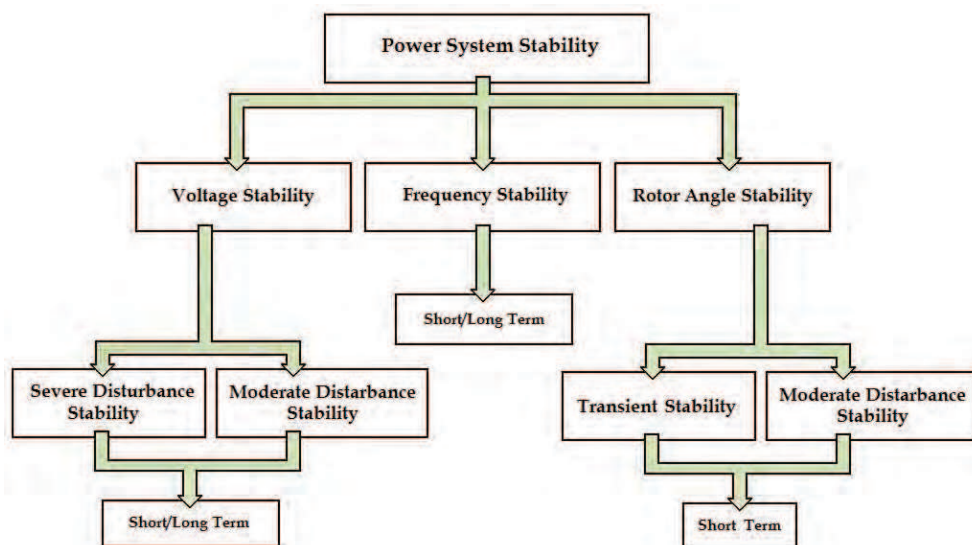 Power System Stability
Voltage Stability
Frequency Stability
Rotor Angle Stability
Short/Long Term
Severe Disturbance
Stability
Moderate Distarbance
Stability
Transient Stability
Moderate Distarbance
Stability
Short/Long Term
Short Term